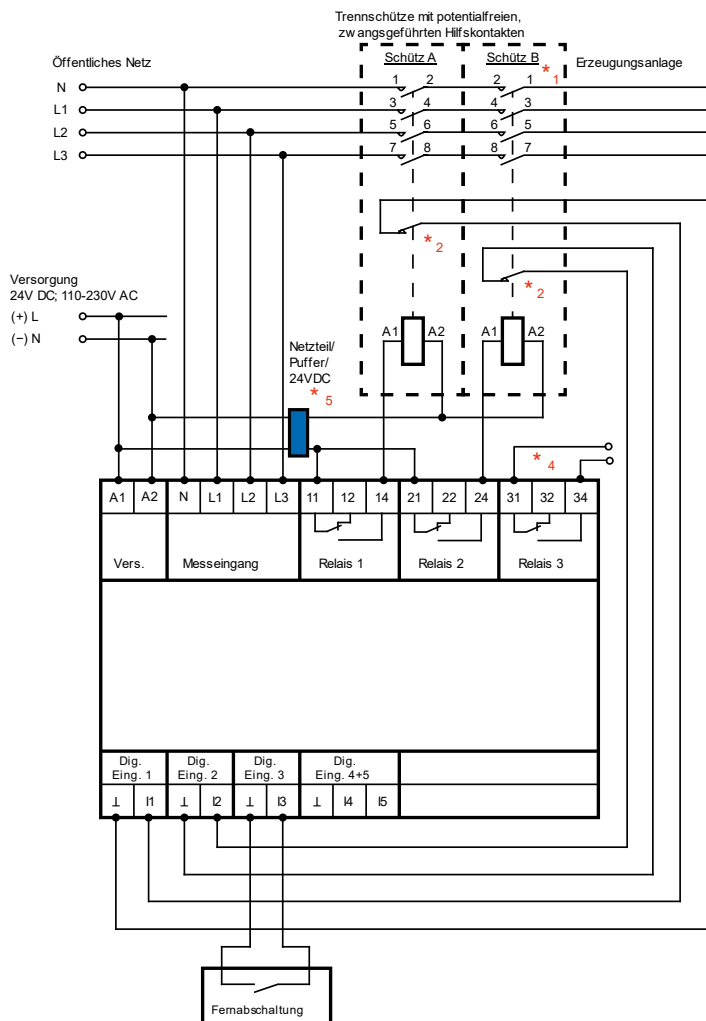 Trennschütze mit potentialfreien,
zwangsgeführten Hilfskontakten
Schütz A
Schütz B
* 1
Öffentliches Netz
Erzeugungsanlage
N
1 2
2 1
L1
3 4
4 3
L2
5 6
6 5
L3
7 8
8 7
* 2
* 2
Versorgung
24V DC; 110-230V AC
(+) L
(−) N
A1 A2
A1 A2
Netzteil/
Puffer/
24VDC
* 5
* 4
A1 A2 N L1 L2 L3 11 12 14 21 22 24 31 32 34
Vers. Messeingang Relais 1 Relais 2 Relais 3
Dig. Eing. 1
Dig. Eing. 2
Dig. Eing. 3
Dig. Eing. 4+5
⊥ I1 ⊥ I2 ⊥ I3 ⊥ I4 I5
Fernabschaltung